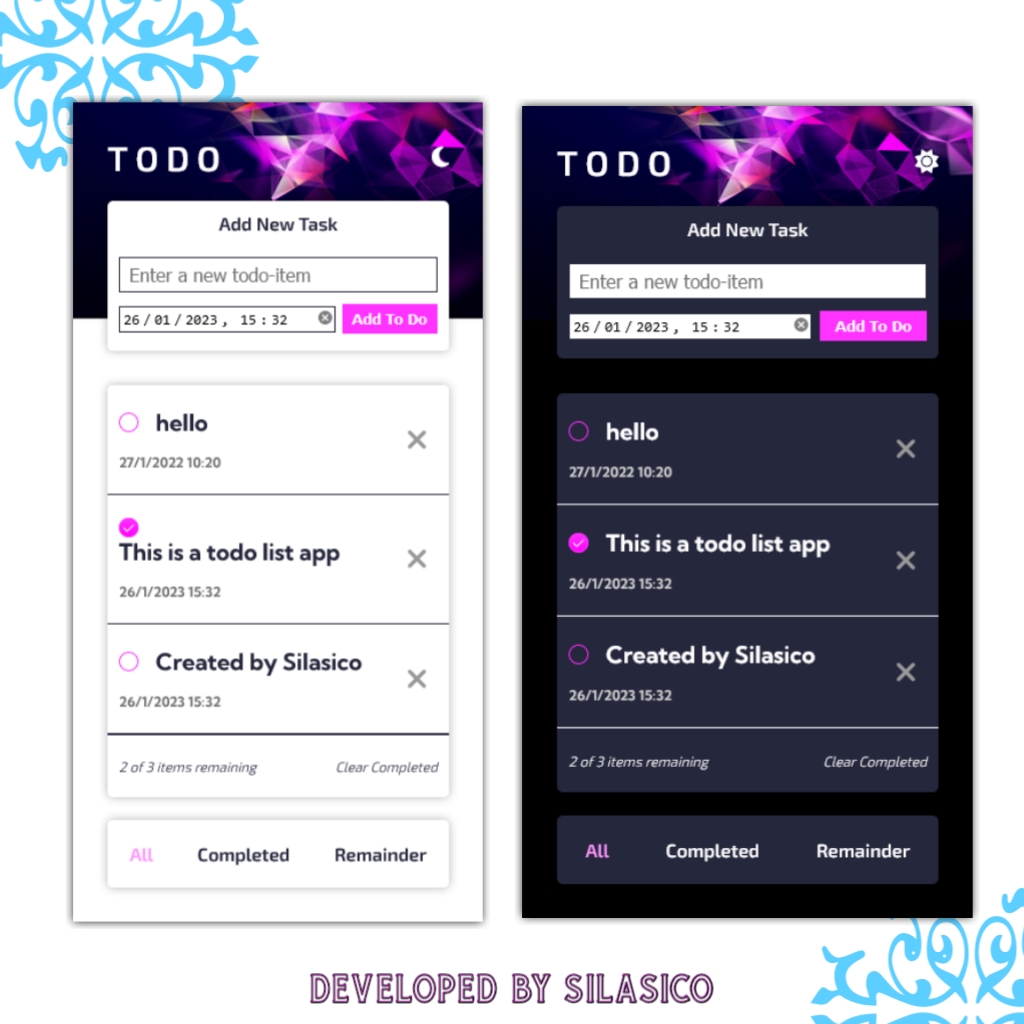 TODO
Add New Task
Enter a new todo-item
26/01/2023, 15:32
Add To Do
hello
27/1/2022 10:20
This is a todo list app
26/1/2023 15:32
Created by Silasico
26/1/2023 15:32
2 of 3 items remaining
Clear Completed
All
Completed
Remainder
TODO
Add New Task
Enter a new todo-item
26/01/2023, 15:32
Add To Do
hello
27/1/2022 10:20
This is a todo list app
26/1/2023 15:32
Created by Silasico
26/1/2023 15:32
2 of 3 items remaining
Clear Completed
All
Completed
Remainder
DEVELOPED BY SILASICO